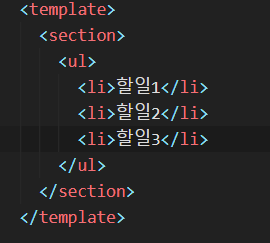 <template>
<section>
<ul>
<li>할일1</li>
<li>할일2</li>
<li>할일3</li>
</ul>
</section>
</template>